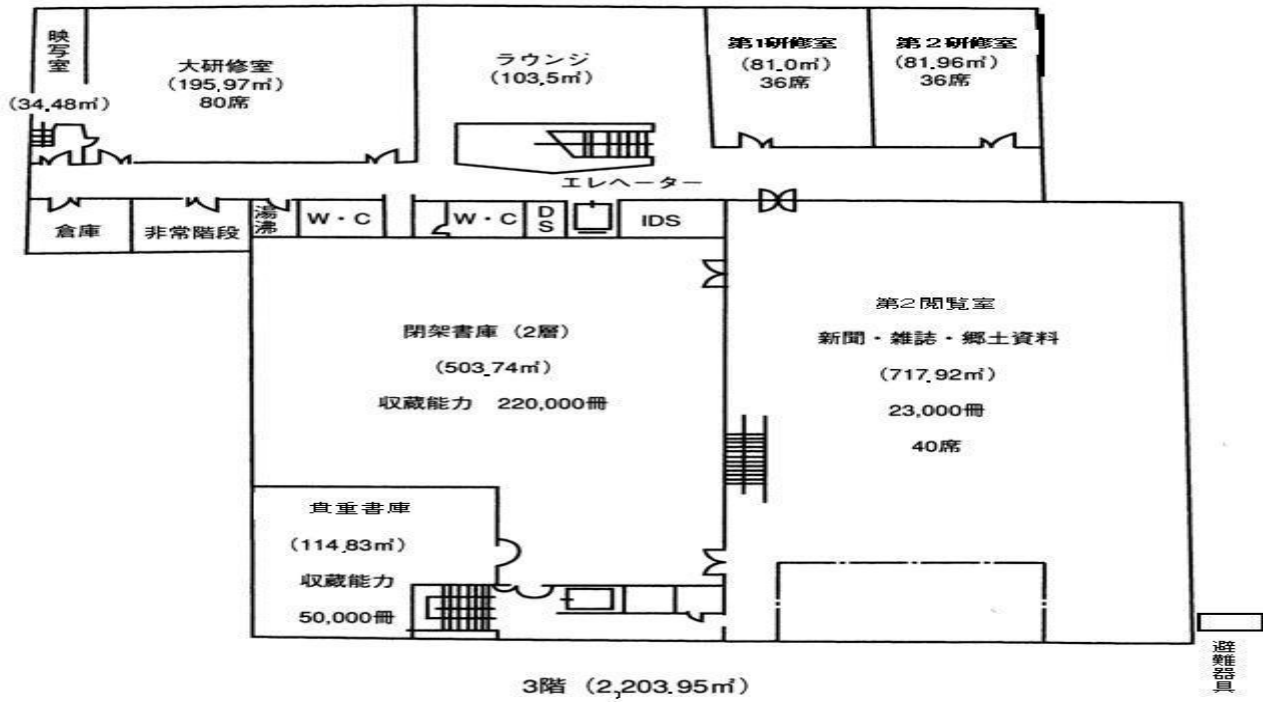 映写室
(34.48㎡)
大研修室
(195.97㎡)
80席
ラウンジ
(103.5㎡)
第1研修室
(81.0㎡)
36席
第2研修室
(81.96㎡)
36席
エレベーター
倉庫
非常階段
湯沸
W・C
W・C
DS
IDS
閉架書庫 (2層)
(503.74㎡)
収蔵能力 220,000冊
第2閲覧室
新聞・雑誌・郷土資料
(717.92㎡)
23,000冊
40席
貴重書庫
(114.83㎡)
収蔵能力
50,000冊
避難器具
3階 (2,203.95㎡)